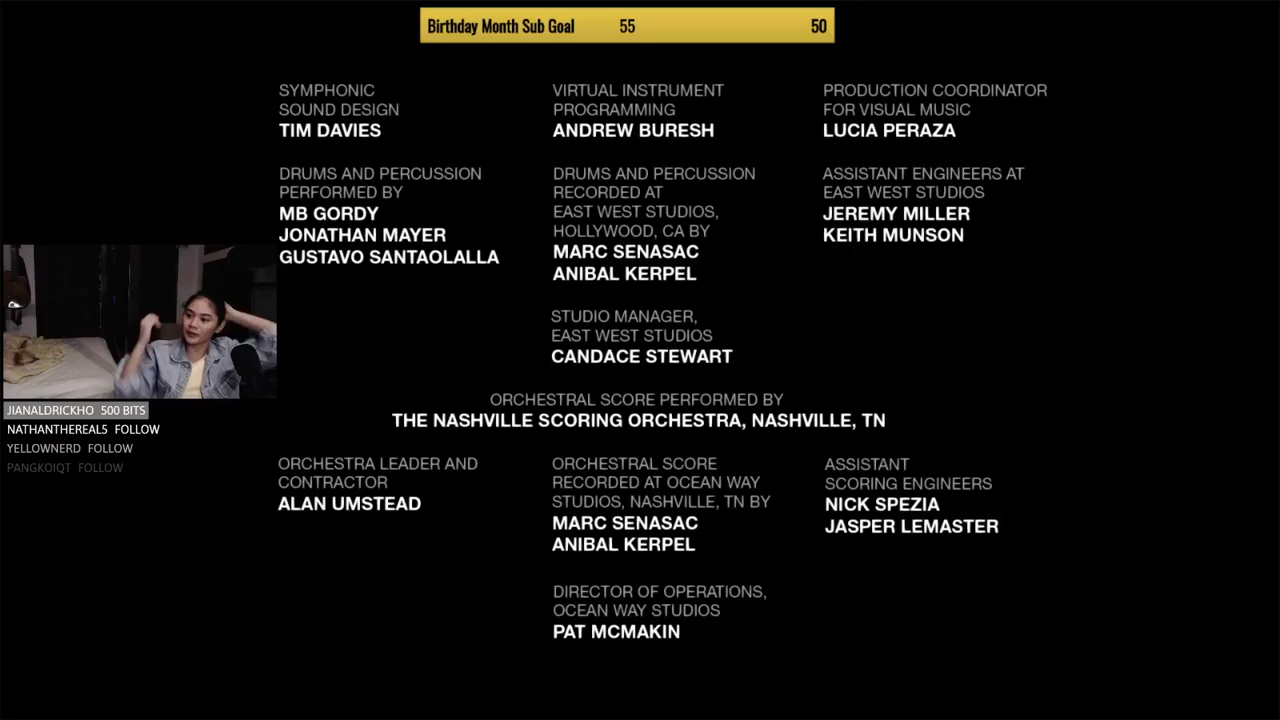 Birthday Month Sub Goal 55 50
SYMPHONIC
SOUND DESIGN
TIM DAVIES
VIRTUAL INSTRUMENT
PROGRAMMING
ANDREW BURESH
PRODUCTION COORDINATOR
FOR VISUAL MUSIC
LUCIA PERAZA
DRUMS AND PERCUSSION
PERFORMED BY
MB GORDY
JONATHAN MAYER
GUSTAVO SANTAOLALLA
DRUMS AND PERCUSSION
RECORDED AT
EAST WEST STUDIOS,
HOLLYWOOD, CA BY
MARC SENASAC
ANIBAL KERPEL
ASSISTANT ENGINEERS AT
EAST WEST STUDIOS
JEREMY MILLER
KEITH MUNSON
STUDIO MANAGER,
EAST WEST STUDIOS
CANDACE STEWART
ORCHESTRAL SCORE PERFORMED BY
THE NASHVILLE SCORING ORCHESTRA, NASHVILLE, TN
JIANALDRICKHO 500 BITS
NATHANTHEREAL5 FOLLOW
YELLOWNERD FOLLOW
PANGKOIQT FOLLOW
ORCHESTRA LEADER AND
CONTRACTOR
ALAN UMSTEAD
ORCHESTRAL SCORE
RECORDED AT OCEAN WAY
STUDIOS, NASHVILLE, TN BY
MARC SENASAC
ANIBAL KERPEL
ASSISTANT
SCORING ENGINEERS
NICK SPEZIA
JASPER LEMASTER
DIRECTOR OF OPERATIONS,
OCEAN WAY STUDIOS
PAT MCMAKIN